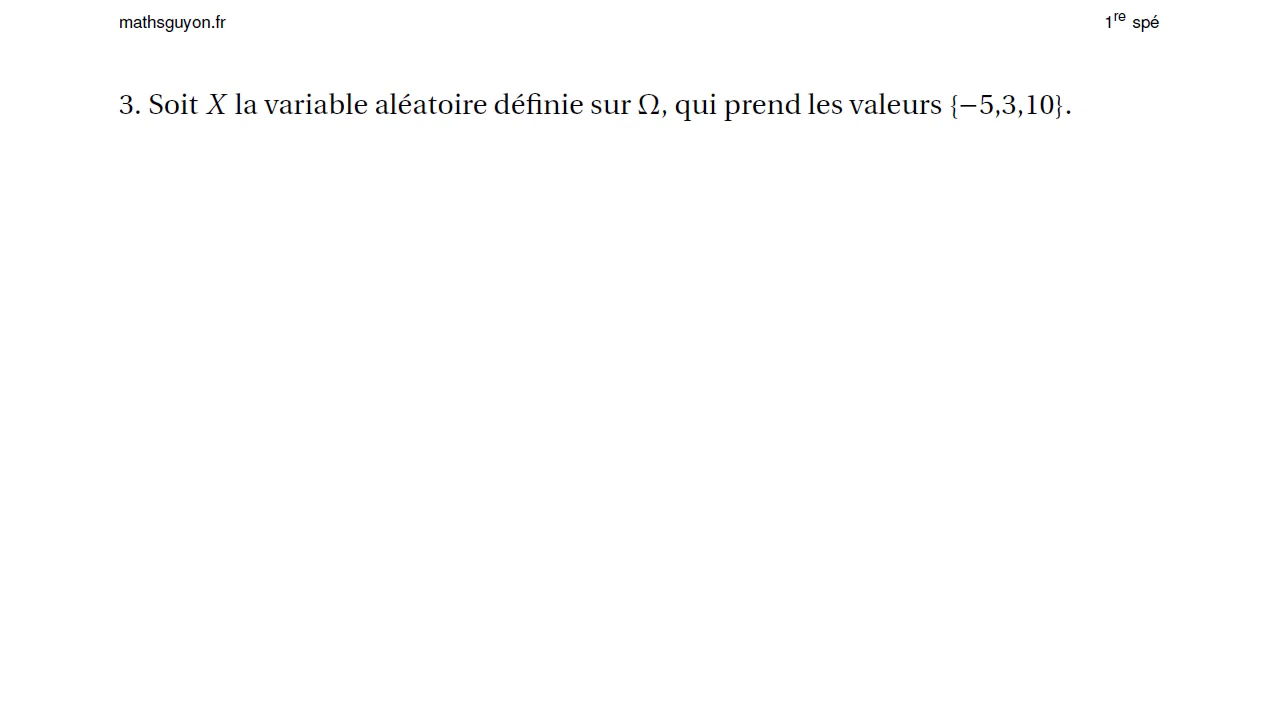 mathsguyon.fr
1re spé
3. Soit X la variable aléatoire définie sur Ω, qui prend les valeurs {−5,3,10}.